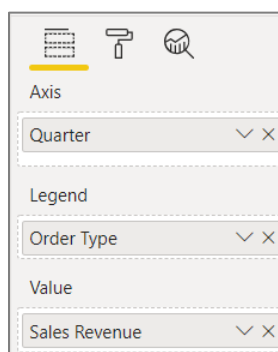 Axis
Quarter
Legend
Order Type
Value
Sales Revenue